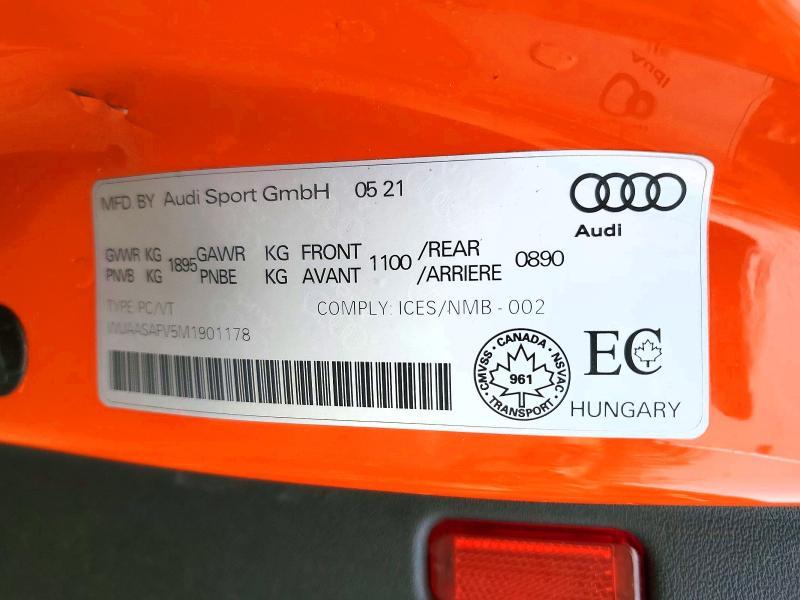 MFD. BY Audi Sport GmbH 05 21
Audi
GVWR KG 1895 GAWR KG FRONT 1100 /REAR 0890
PNVB KG PNBE KG AVANT /ARRIERE
TYPE: PC/VT COMPLY: ICES/NMB - 002
WUAASAFV5M1901178
CMVSS · CANADA · NSVAC · TRANSPORT
961
EC
HUNGARY